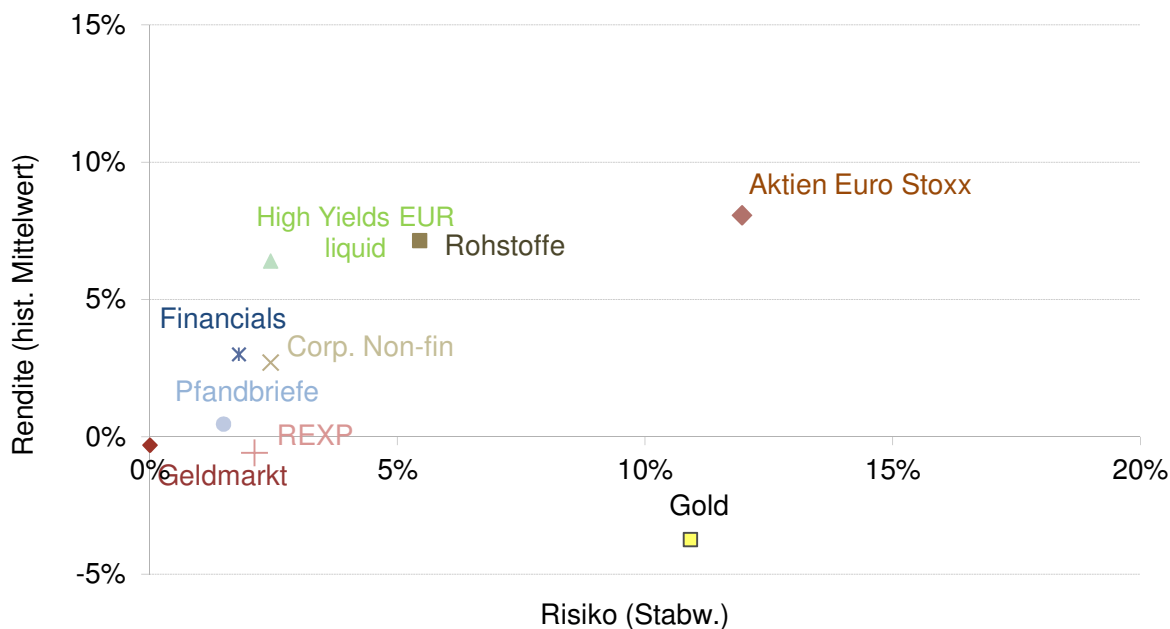 15%
Rendite (hist. Mittelwert)
10%
Aktien Euro Stoxx
High Yields EUR
liquid
Rohstoffe
5%
Financials
Corp. Non-fin
Pfandbriefe
0%
REXP
0%
Geldmarkt
5%
10%
15%
20%
Gold
-5%
Risiko (Stabw.)